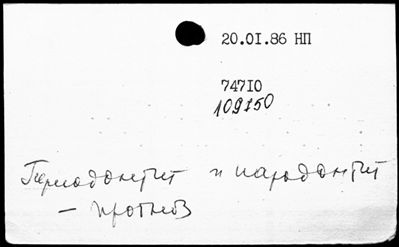 20.01.86 НП
74710
109150
Периодонтит и пародонтит
— прогноз